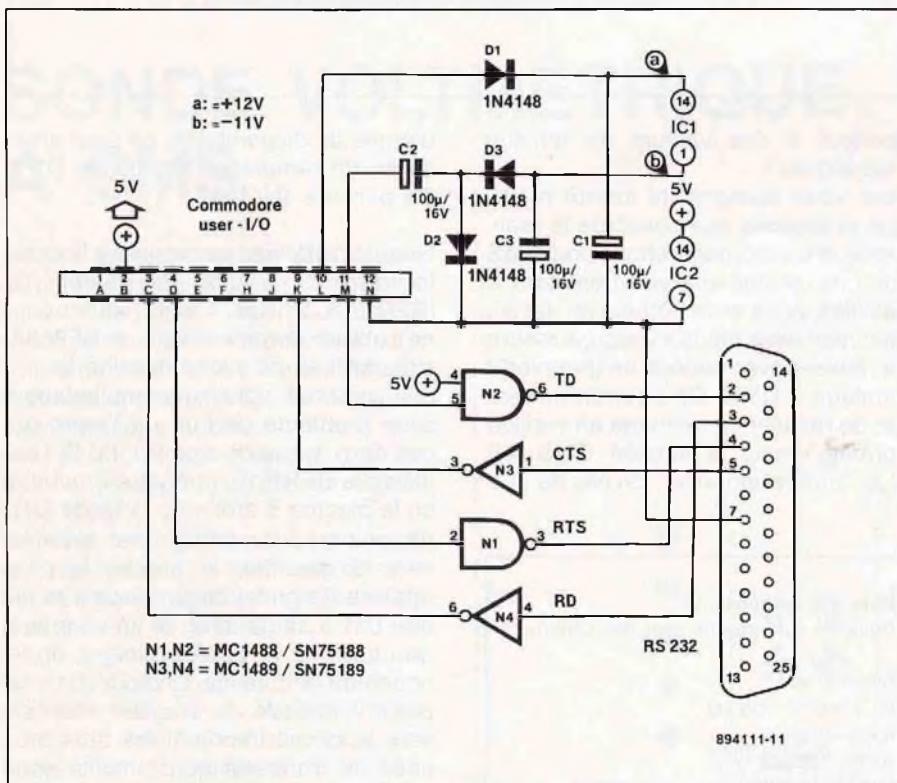 D1
a
1N4148
a: =+12V
b: =-11V
14
IC1
1
C2
D3
b
5V
100µ/
16V
1N4148
5V
Commodore
user-I/O
D2
C3
C1
14
IC2
1N4148
100µ/
16V
100µ/
16V
7
1 2 3 4 5 6 7 8 9 10 11 12
A B C D E F H J K L M N
TD
5V
4
5
N2
6
1
14
2
3
CTS
4
3
N3
1
5
RTS
7
2
N1
3
RD
6
N4
4
N1,N2 = MC1488 / SN75188
N3,N4 = MC1489 / SN75189
RS 232
13
25
894111-11